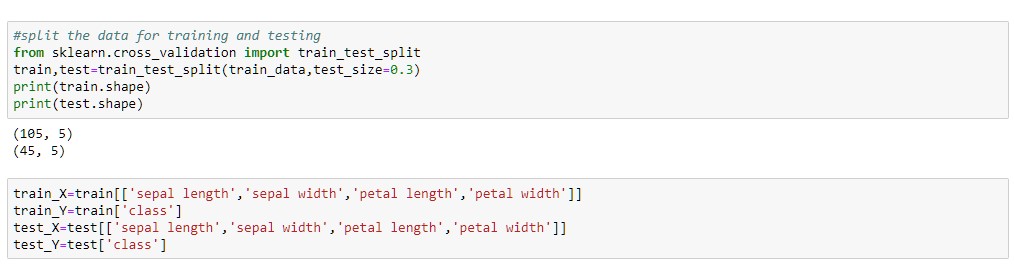 #split the data for training and testing
from sklearn.cross_validation import train_test_split
train,test=train_test_split(train_data,test_size=0.3)
print(train.shape)
print(test.shape)
(105, 5)
(45, 5)
train_X=train[['sepal length','sepal width','petal length','petal width']]
train_Y=train['class']
test_X=test[['sepal length','sepal width','petal length','petal width']]
test_Y=test['class']